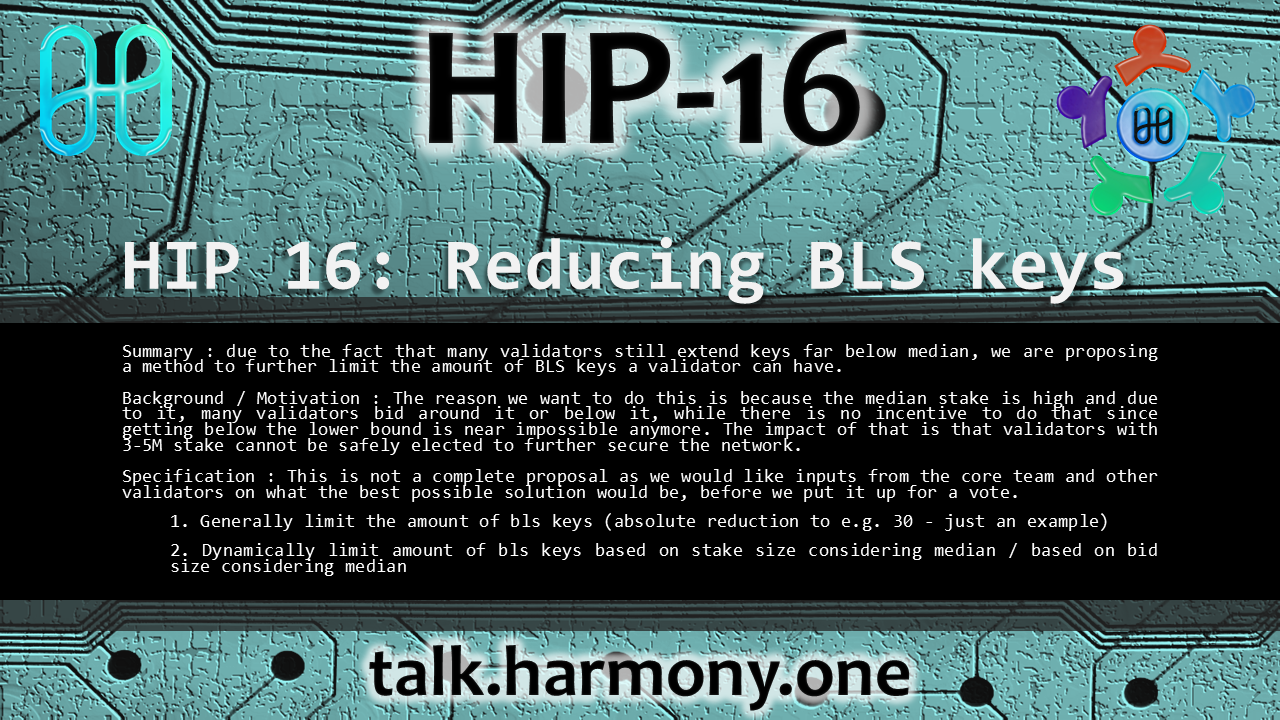 HIP-16
HIP 16: Reducing BLS keys
Summary : due to the fact that many validators still extend keys far below median, we are proposing
a method to further limit the amount of BLS keys a validator can have.
Background / Motivation : The reason we want to do this is because the median stake is high and due
to it, many validators bid around it or below it, while there is no incentive to do that since
getting below the lower bound is near impossible anymore. The impact of that is that validators with
3-5M stake cannot be safely elected to further secure the network.
Specification : This is not a complete proposal as we would like inputs from the core team and other
validators on what the best possible solution would be, before we put it up for a vote.
1. Generally limit the amount of bls keys (absolute reduction to e.g. 30 - just an example)
2. Dynamically limit amount of bls keys based on stake size considering median / based on bid
size considering median
talk.harmony.one